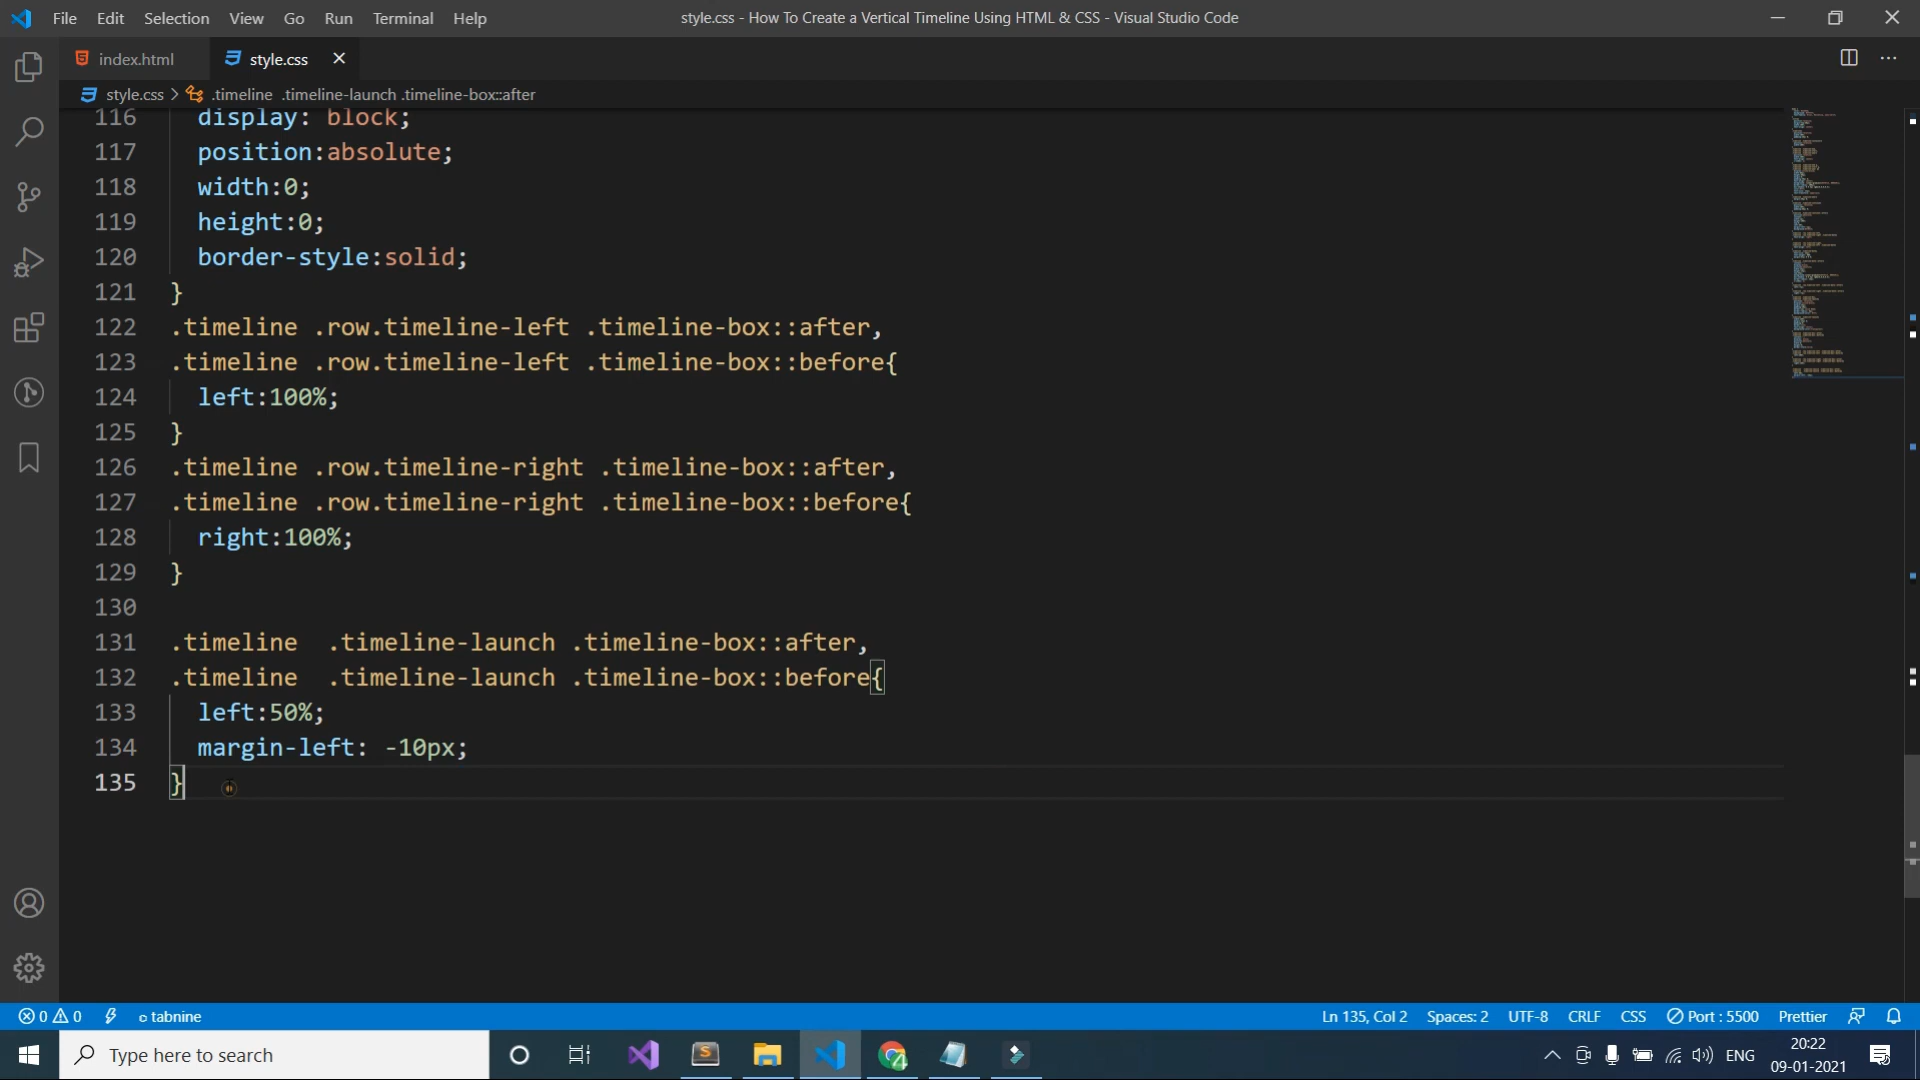 File Edit Selection View Go Run Terminal Help
style.css - How To Create a Vertical Timeline Using HTML & CSS - Visual Studio Code
index.html
style.css
style.css > .timeline .timeline-launch .timeline-box::after
116 display: block;
117 position:absolute;
118 width:0;
119 height:0;
120 border-style:solid;
121 }
122 .timeline .row.timeline-left .timeline-box::after,
123 .timeline .row.timeline-left .timeline-box::before{
124 left:100%;
125 }
126 .timeline .row.timeline-right .timeline-box::after,
127 .timeline .row.timeline-right .timeline-box::before{
128 right:100%;
129 }
130
131 .timeline  .timeline-launch .timeline-box::after,
132 .timeline  .timeline-launch .timeline-box::before{
133 left:50%;
134 margin-left: -10px;
135 }
0 0 tabnine Ln 135, Col 2 Spaces: 2 UTF-8 CRLF CSS Port : 5500 Prettier
Type here to search
ENG
20:22
09-01-2021